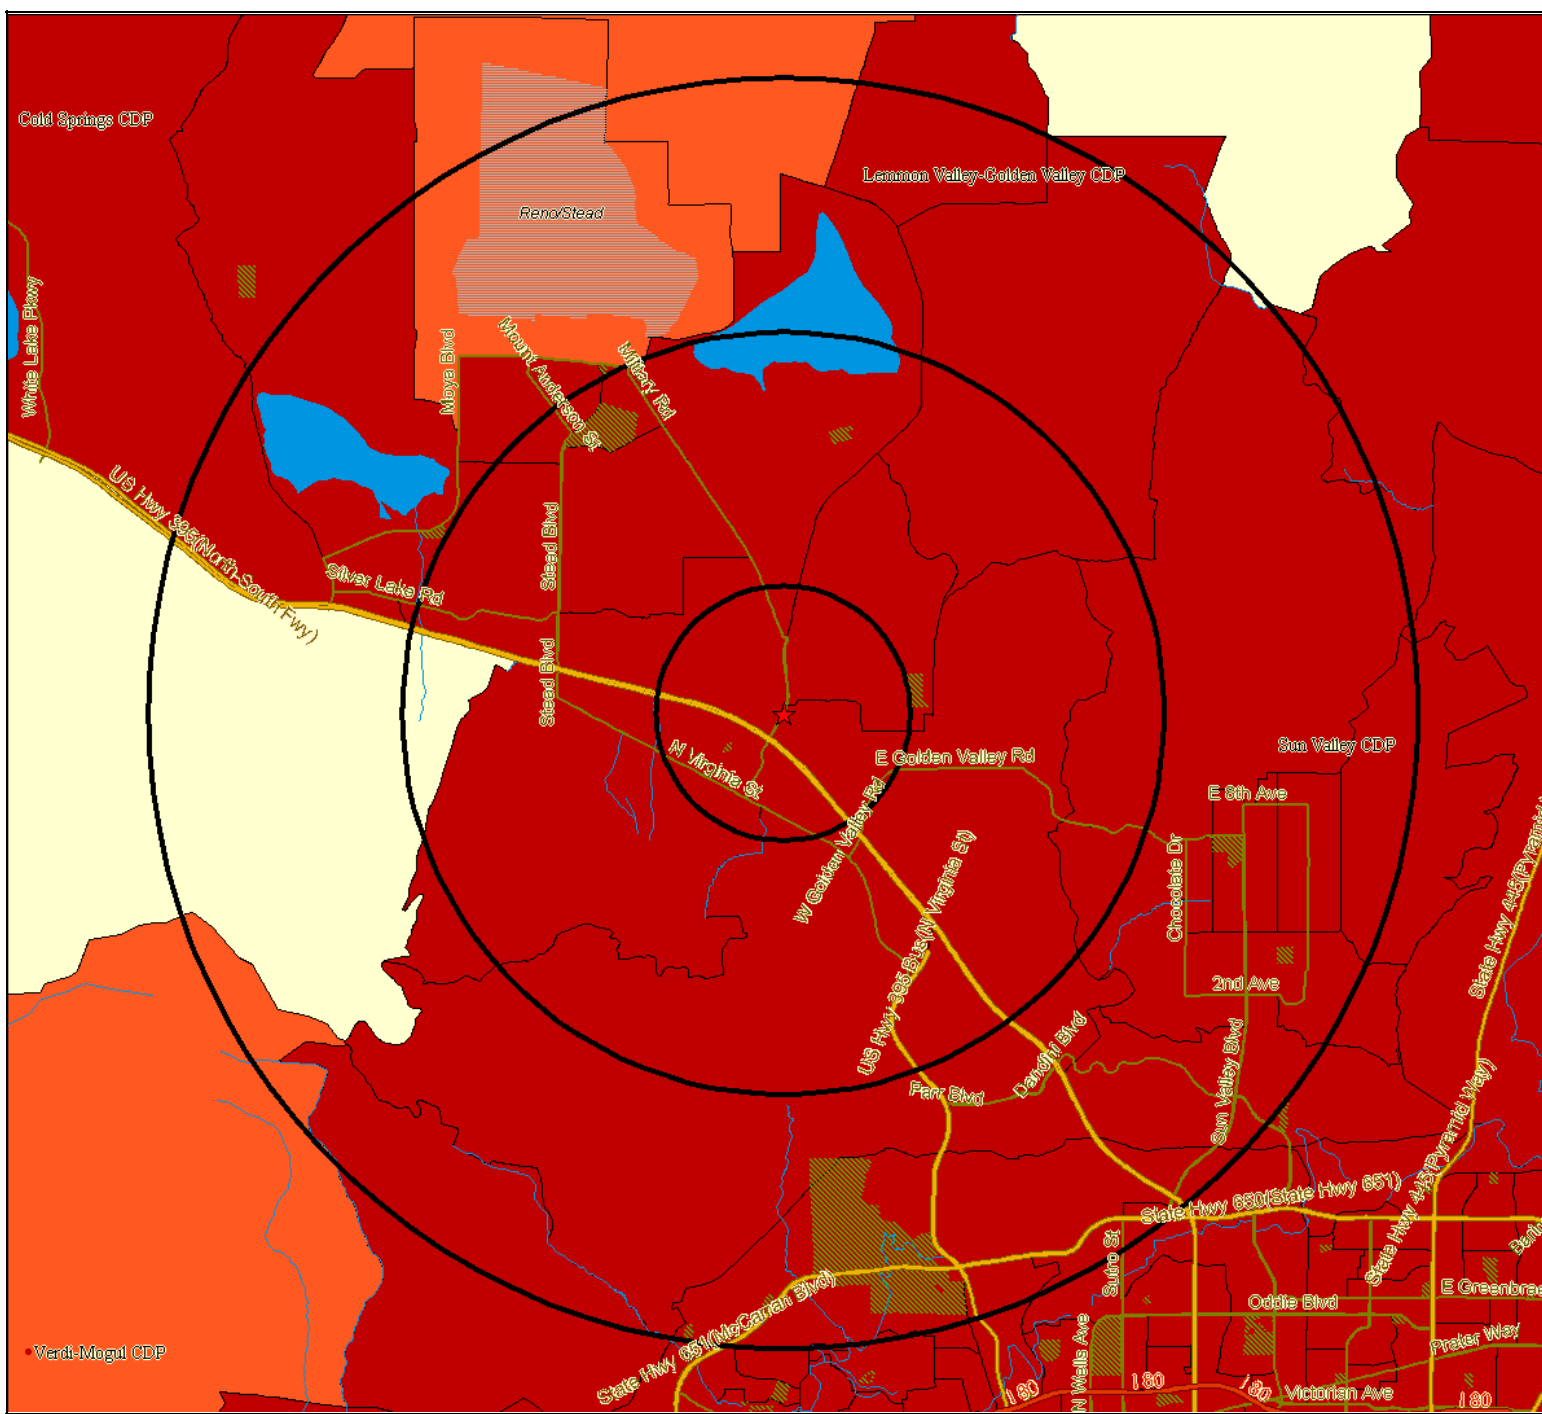 Cold Springs CDP
Lemmon Valley-Golden Valley CDP
Reno/Stead
White Lake Pkwy
Moya Blvd
Mount Anderson St
Military Rd
US Hwy 395(North-South Fwy)
Stead Blvd
Silver Lake Rd
Stead Blvd
N Virginia St
E Golden Valley Rd
W Golden Valley Rd
Sun Valley CDP
E 8th Ave
Chocolate Dr
2nd Ave
US Hwy 395 Bus(N Virginia St)
State Hwy 445(Pyramid
Dandini Blvd
Farr Blvd
Sun Valley Blvd
State Hwy 445(Pyramid Way)
State Hwy 650(State Hwy 651)
Sutro St
State Hwy 651(McCarran Blvd)
Oddie Blvd
E Greenbrae
Prater Way
N Wells Ave
Verdi-Mogul CDP
I 80
I 80
I 80
Victorian Ave
I 80